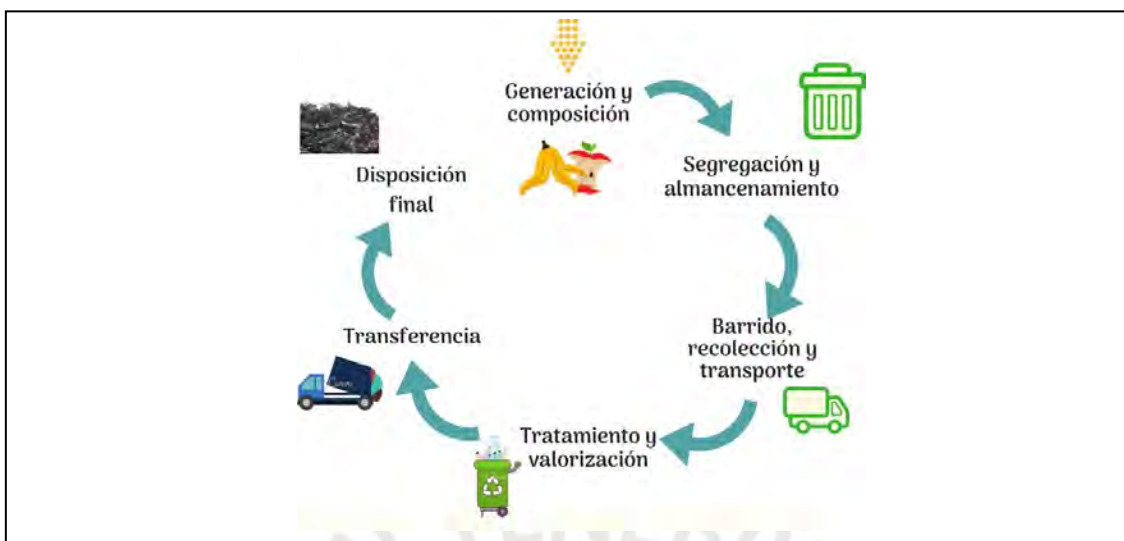 Generación y
composición
Segregación y
almancenamiento
Barrido,
recolección y
transporte
Tratamiento y
valorización
Transferencia
Disposición
final